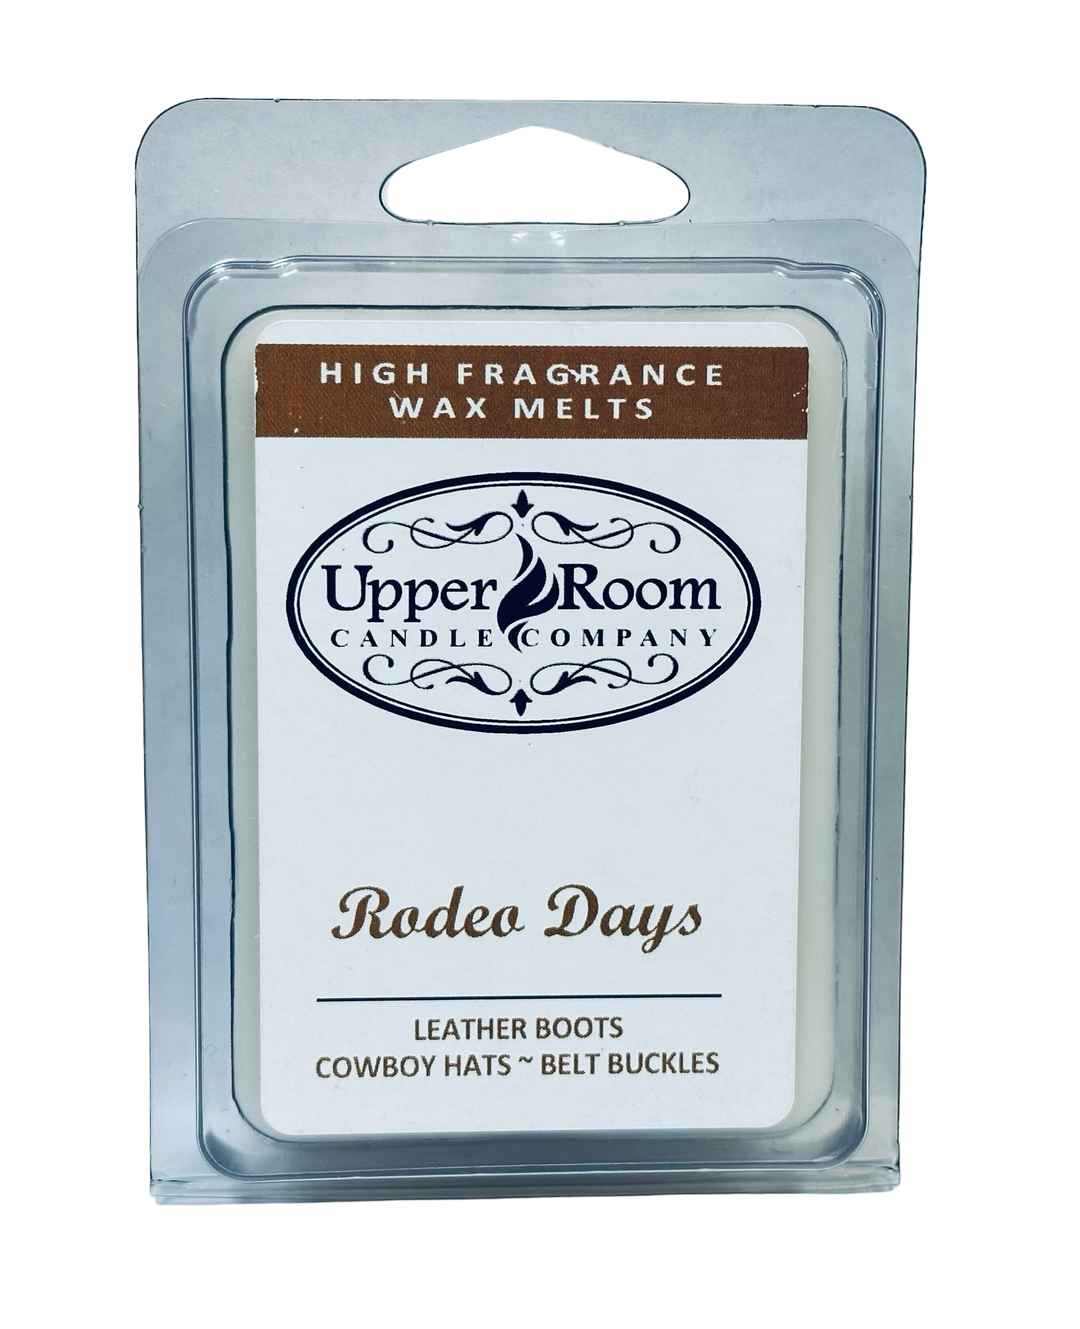 HIGH FRAGRANCE
WAX MELTS
Upper Room
CANDLE COMPANY
Rodeo Days
LEATHER BOOTS
COWBOY HATS ~ BELT BUCKLES